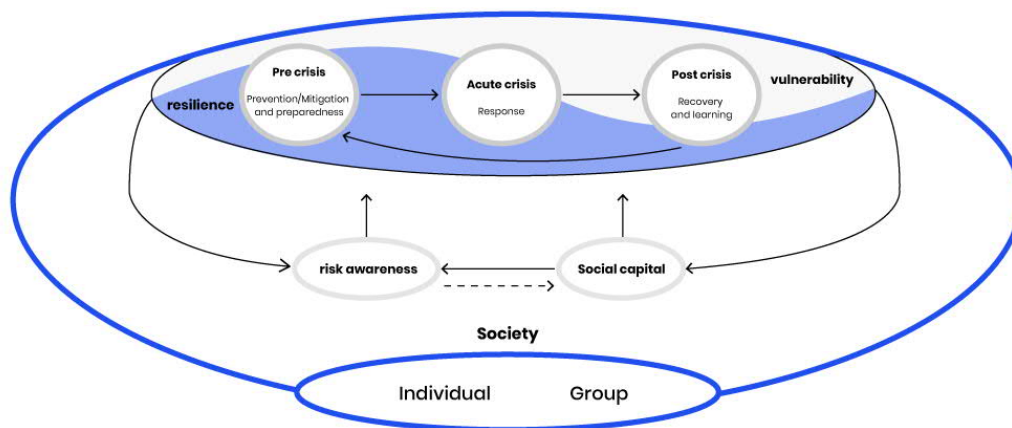 Pre crisis
Prevention/Mitigation
and preparedness
Acute crisis
Response
Post crisis
Recovery
and learning
resilience
vulnerability
risk awareness
Social capital
Society
Individual
Group